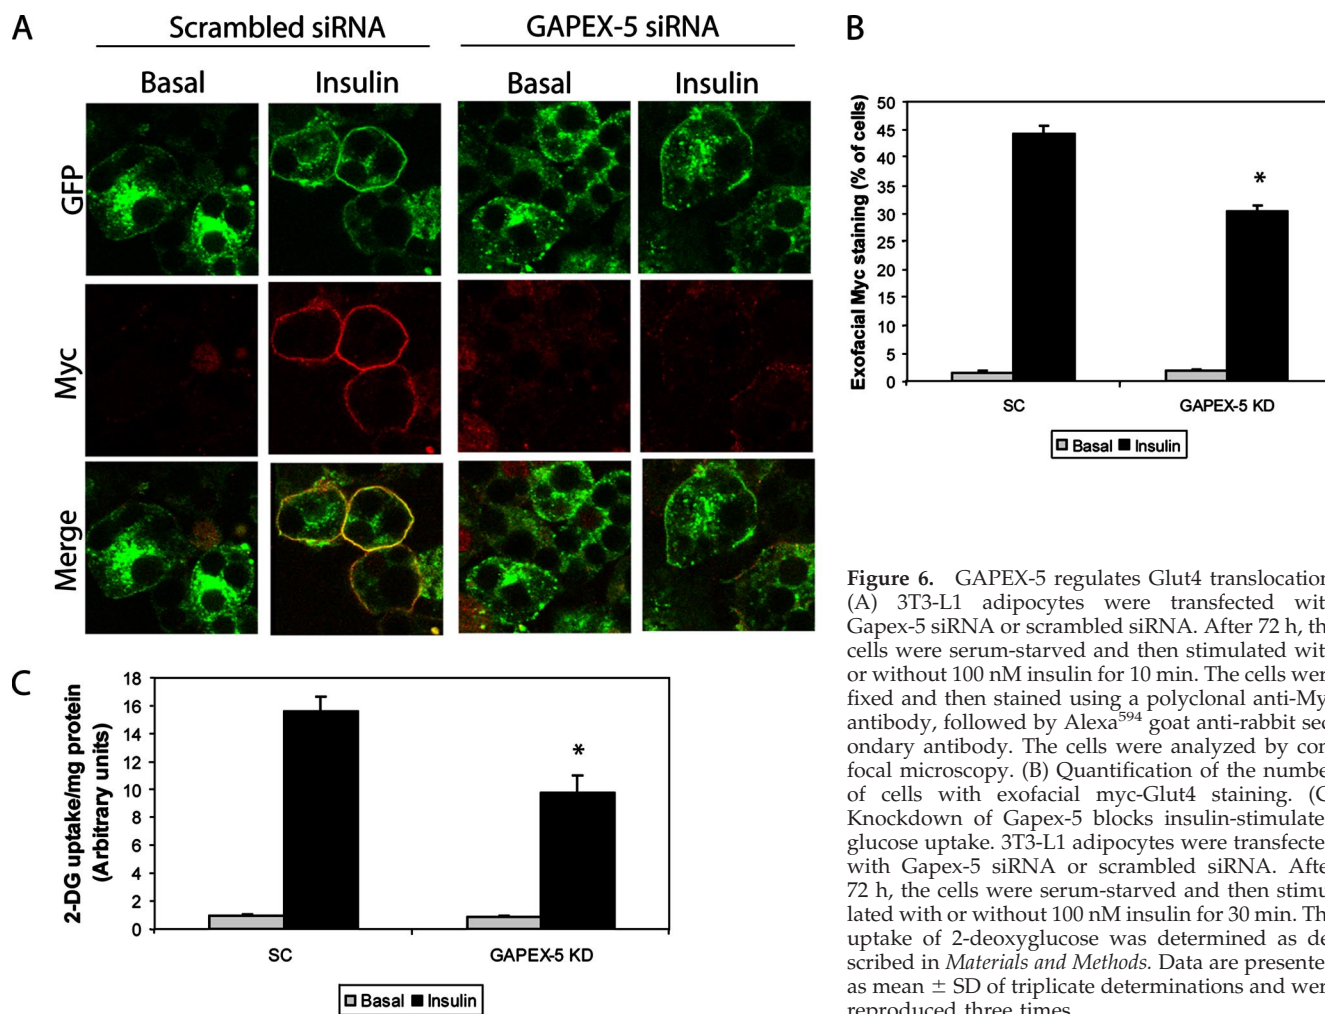 A
Scrambled siRNA
GAPEX-5 siRNA
Basal
Insulin
Basal
Insulin
GFP
Myc
Merge
B
Exofacial Myc staining (% of cells)
50
45
40
35
30
25
20
15
10
5
0
*
SC
GAPEX-5 KD
Basal Insulin
C
2-DG uptake/mg protein
(Arbitrary units)
18
16
14
12
10
8
6
4
2
0
*
SC
GAPEX-5 KD
Basal Insulin
Figure 6. GAPEX-5 regulates Glut4 translocation
(A) 3T3-L1 adipocytes were transfected wit
Gapex-5 siRNA or scrambled siRNA. After 72 h, th
cells were serum-starved and then stimulated wit
or without 100 nM insulin for 10 min. The cells wer
fixed and then stained using a polyclonal anti-My
antibody, followed by Alexa594 goat anti-rabbit sec
ondary antibody. The cells were analyzed by con
focal microscopy. (B) Quantification of the numbe
of cells with exofacial myc-Glut4 staining. (C
Knockdown of Gapex-5 blocks insulin-stimulate
glucose uptake. 3T3-L1 adipocytes were transfecte
with Gapex-5 siRNA or scrambled siRNA. Afte
72 h, the cells were serum-starved and then stimu
lated with or without 100 nM insulin for 30 min. Th
uptake of 2-deoxyglucose was determined as de
scribed in Materials and Methods. Data are presente
as mean ± SD of triplicate determinations and wer
reproduced three times